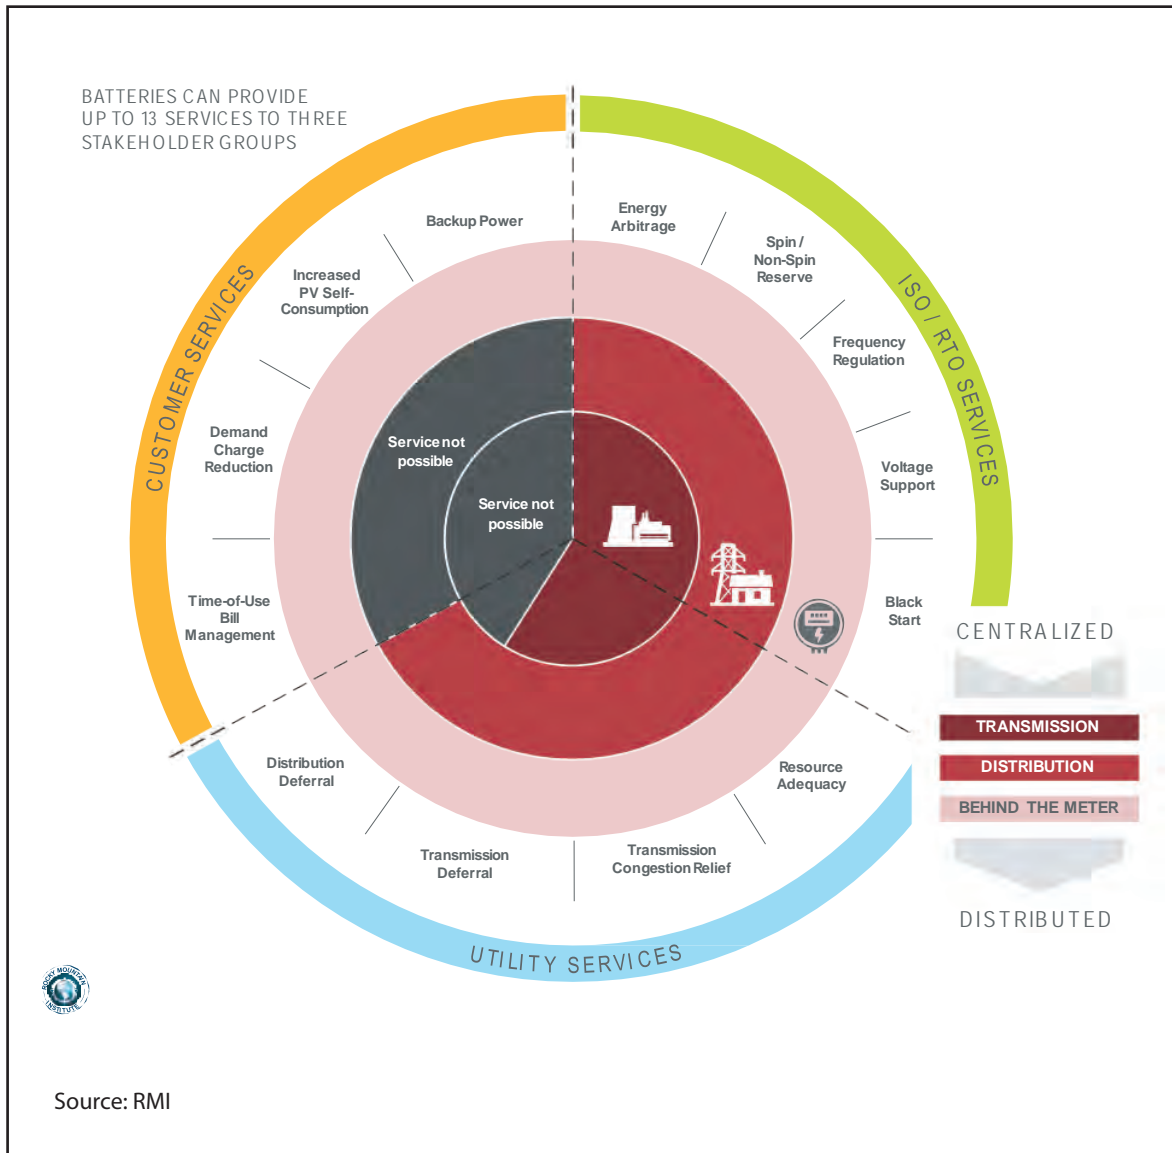 BATTERIES CAN PROVIDE
UP TO 13 SERVICES TO THREE
STAKEHOLDER GROUPS
CUSTOMER SERVICES
ISO / RTO SERVICES
UTILITY SERVICES
Backup Power
Increased
PV Self-
Consumption
Demand
Charge
Reduction
Time-of-Use
Bill
Management
Energy
Arbitrage
Spin /
Non-Spin
Reserve
Frequency
Regulation
Voltage
Support
Black
Start
Resource
Adequacy
Transmission
Congestion Relief
Transmission
Deferral
Distribution
Deferral
Service not
possible
Service not
possible
CENTRALIZED
TRANSMISSION
DISTRIBUTION
BEHIND THE METER
DISTRIBUTED
ROCKY MOUNTAIN
INSTITUTE
Source: RMI